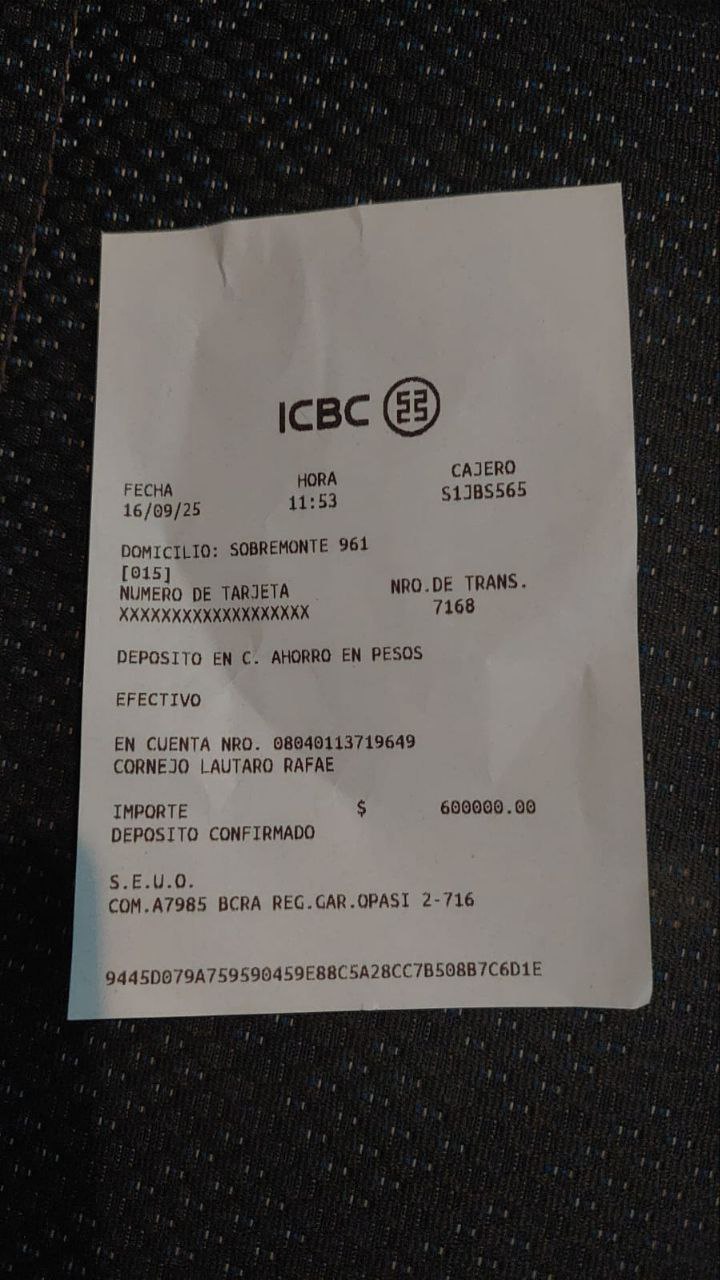 ICBC
FECHA HORA CAJERO
16/09/25 11:53 S1JBS565
DOMICILIO: SOBREMONTE 961
[015]
NUMERO DE TARJETA NRO.DE TRANS.
XXXXXXXXXXXXXXXXXXX 7168
DEPOSITO EN C. AHORRO EN PESOS
EFECTIVO
EN CUENTA NRO. 08040113719649
CORNEJO LAUTARO RAFAE
IMPORTE $ 600000.00
DEPOSITO CONFIRMADO
S.E.U.O.
COM.A7985 BCRA REG.GAR.OPASI 2-716
9445D079A759590459E88C5A28CC7B508B7C6D1E